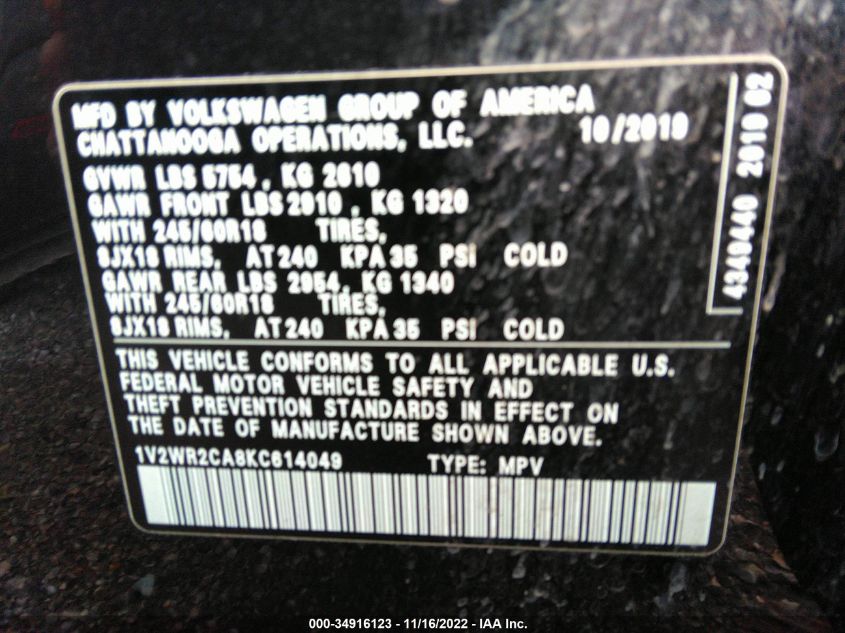 MFD BY VOLKSWAGEN GROUP OF AMERICA
CHATTANOOGA OPERATIONS, LLC. 10/2019
GVWR LBS 5754 , KG 2610
GAWR FRONT LBS 2910 , KG 1320
WITH 245/60R18 TIRES,
8JX18 RIMS, AT 240 KPA 35 PSI COLD
GAWR REAR LBS 2954, KG 1340
WITH 245/60R18 TIRES,
8JX18 RIMS, AT 240 KPA 35 PSI COLD
4349440 2019 02
THIS VEHICLE CONFORMS TO ALL APPLICABLE U.S.
FEDERAL MOTOR VEHICLE SAFETY AND
THEFT PREVENTION STANDARDS IN EFFECT ON
THE DATE OF MANUFACTURE SHOWN ABOVE.
1V2WR2CA8KC614049 TYPE: MPV
000-34916123 - 11/16/2022 - IAA Inc.